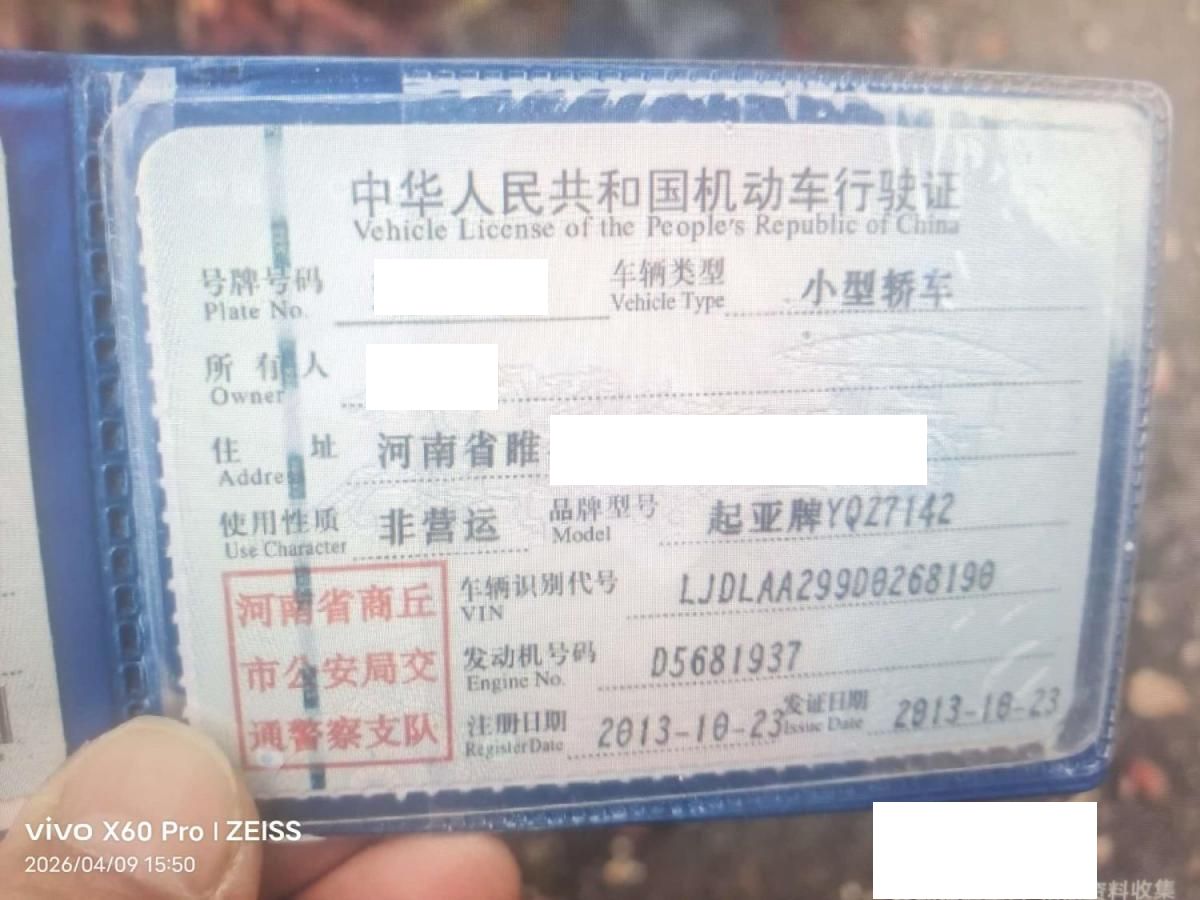 中华人民共和国机动车行驶证
Vehicle License of the People's Republic of China
号牌号码 车辆类型 小型轿车
Plate No. Vehicle Type
所有人
Owner
住址 河南省睢
Address
使用性质 非营运 品牌型号 起亚牌YQZ7142
Use Character Model
河南省商丘
市公安局交
通警察支队
车辆识别代号 LJDLAA299D0268190
VIN
发动机号码 D5681937
Engine No.
注册日期 2013-10-23 发证日期 2013-10-23
Register Date Issue Date
vivo X60 Pro | ZEISS
2026/04/09 15:50
资料收集